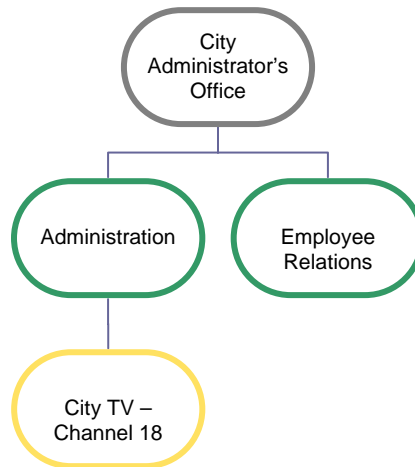 City
Administrator's
Office
Administration
Employee
Relations
City TV –
Channel 18